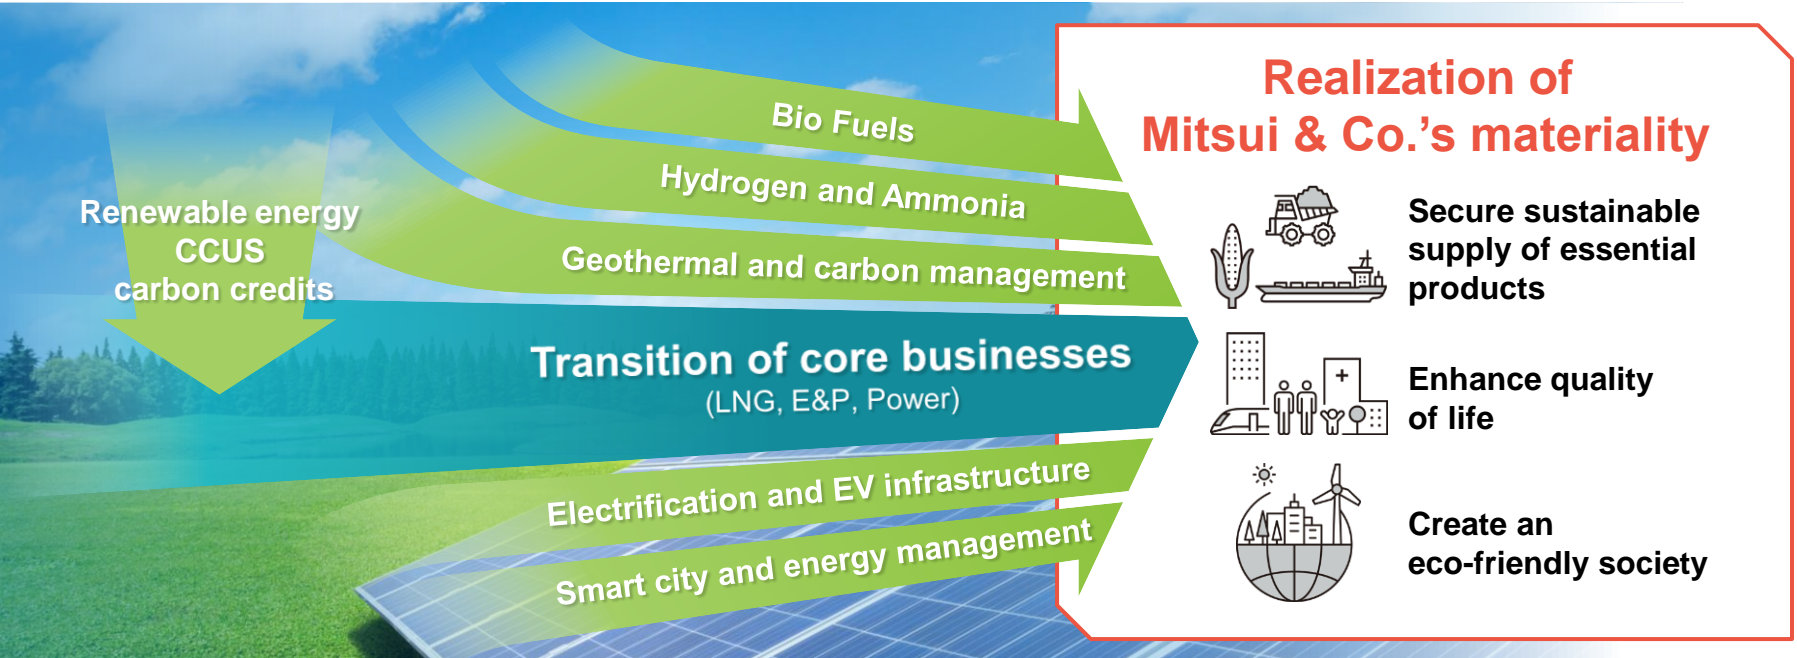 Renewable energy
CCUS
carbon credits
Bio Fuels
Hydrogen and Ammonia
Geothermal and carbon management
Transition of core businesses
(LNG, E&P, Power)
Electrification and EV infrastructure
Smart city and energy management
Realization of
Mitsui & Co.’s materiality
Secure sustainable
supply of essential
products
Enhance quality
of life
Create an
eco-friendly society